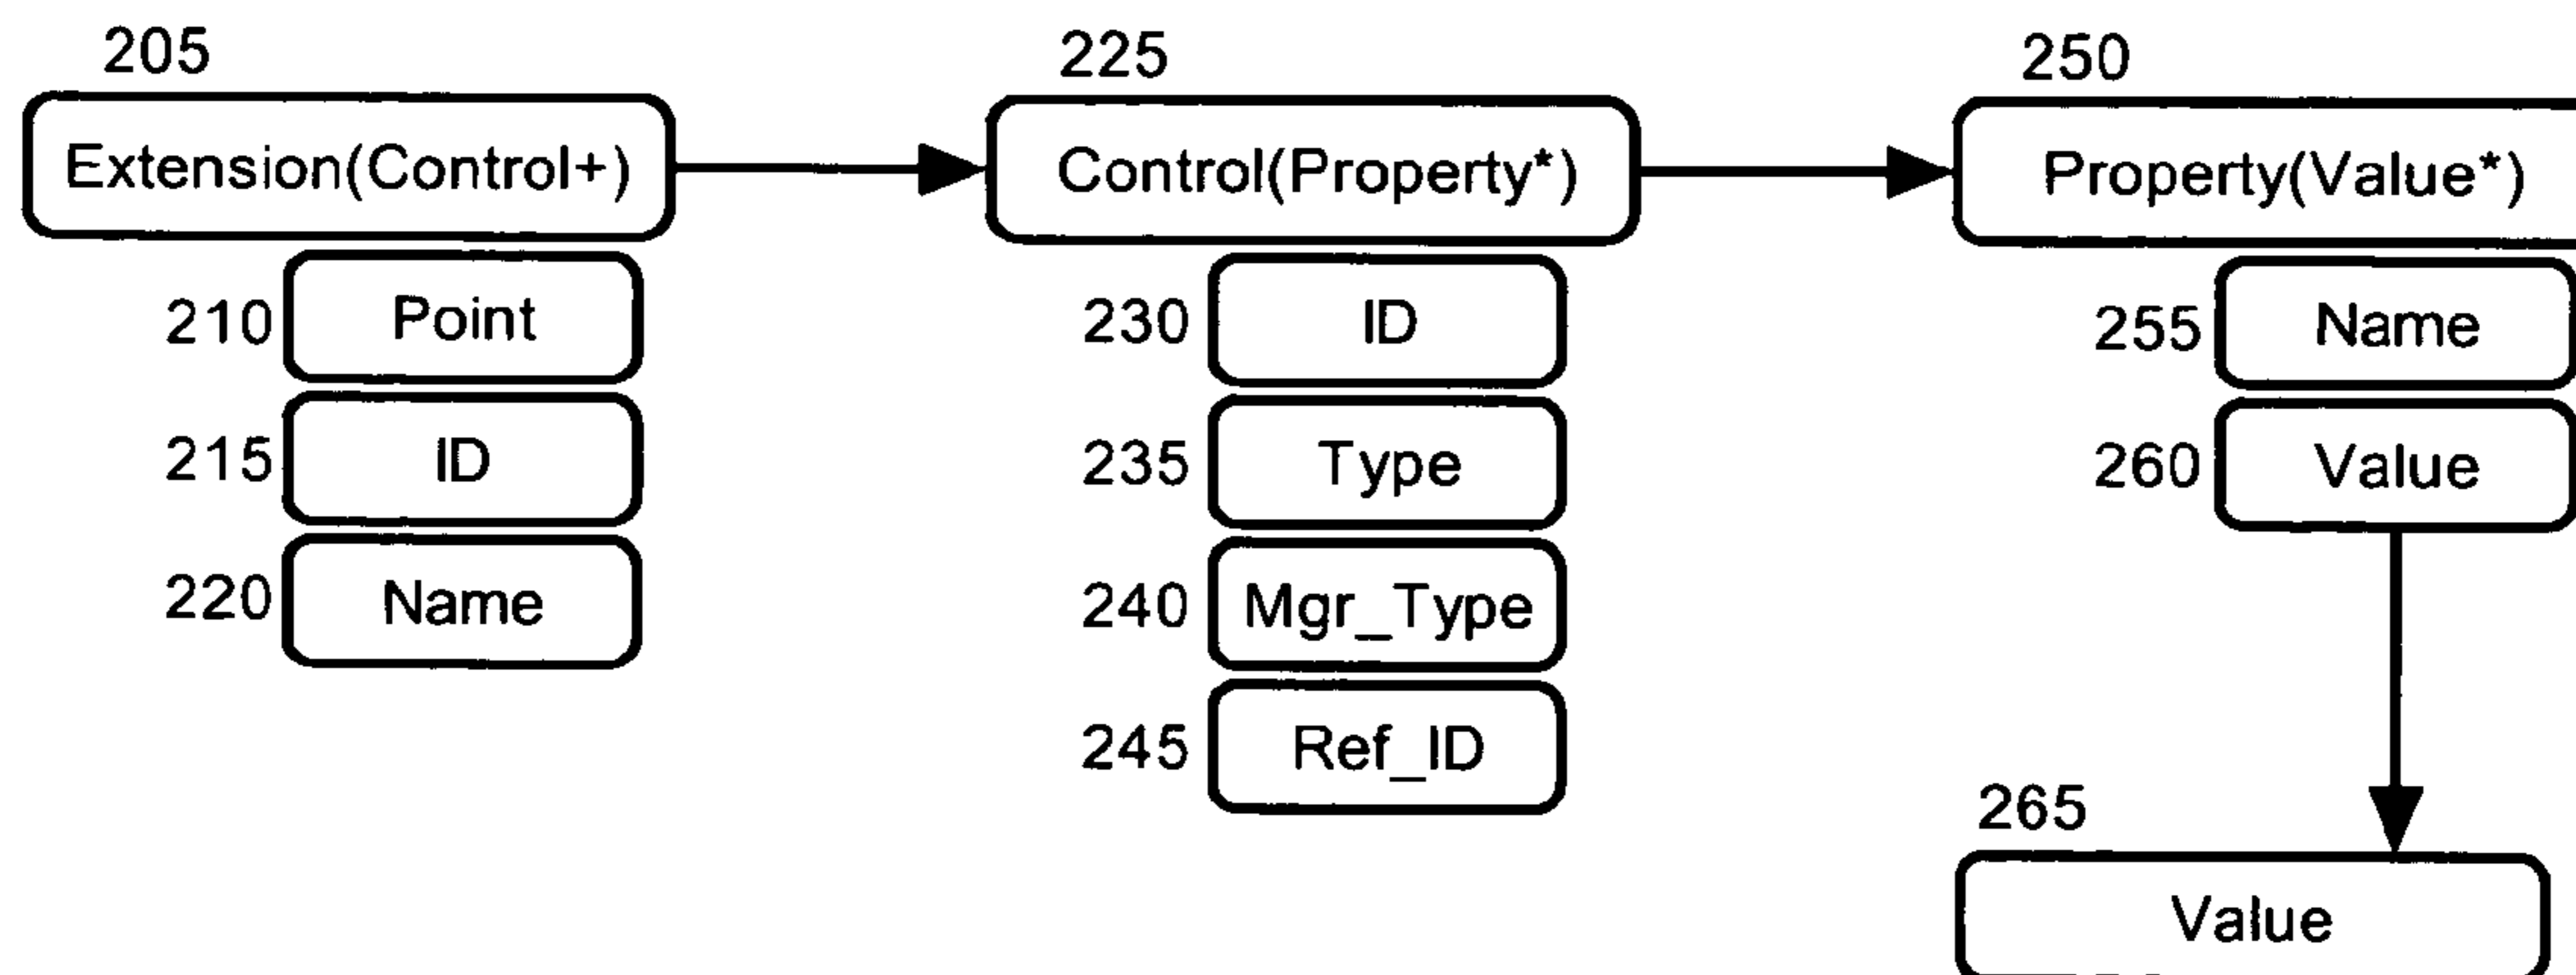 205
Extension(Control+)
210 Point
215 ID
220 Name
225
Control(Property*)
230 ID
235 Type
240 Mgr_Type
245 Ref_ID
250
Property(Value*)
255 Name
260 Value
265
Value